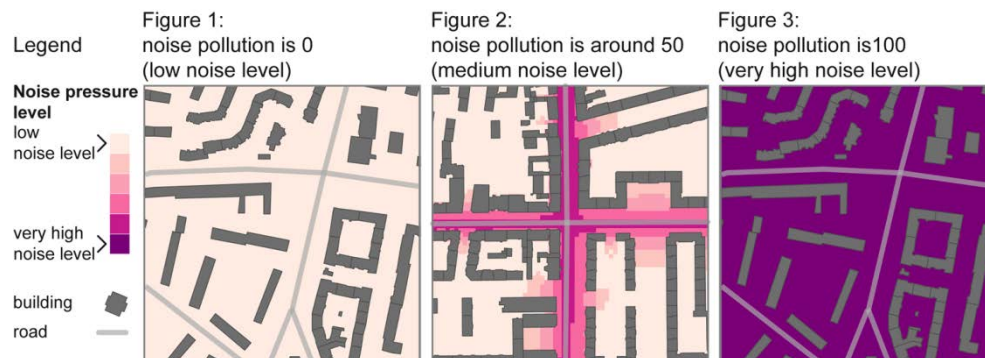 Legend
Noise pressure
level
low
noise level
very high
noise level
building
road
Figure 1:
noise pollution is 0
(low noise level)
Figure 2:
noise pollution is around 50
(medium noise level)
Figure 3:
noise pollution is100
(very high noise level)